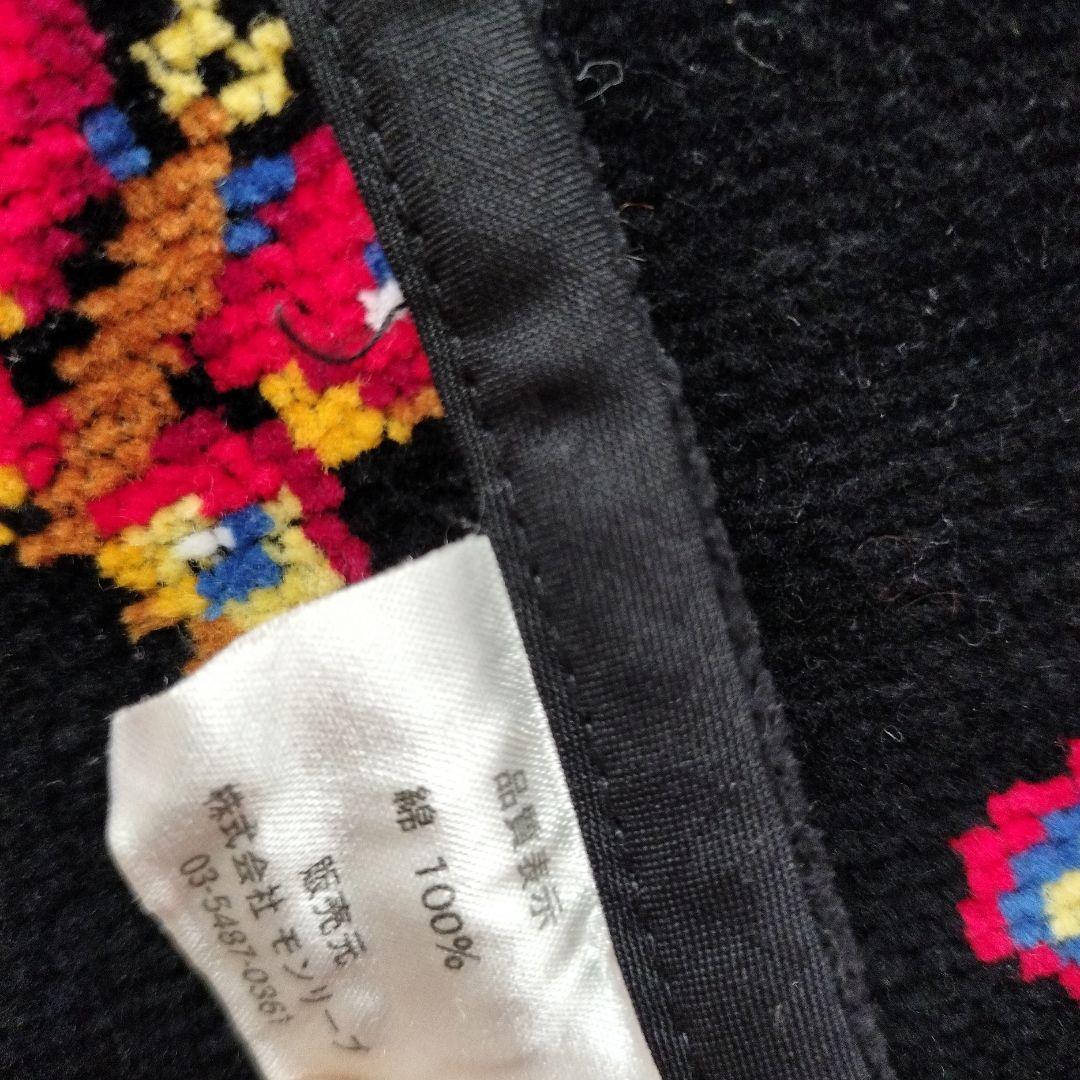 品質表示
綿 100%
販売元
株式会社 モンリーブ
03-5487-0361